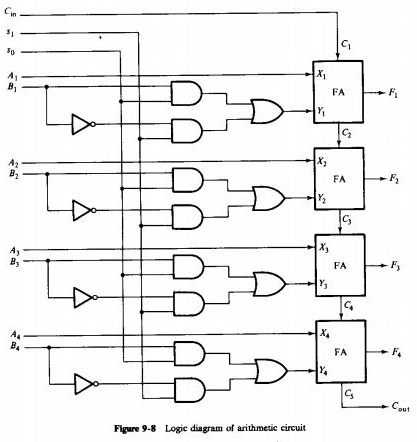 C_in
s_1
s_0
C_1
A_1
B_1
X_1
FA
F_1
Y_1
C_2
A_2
B_2
X_2
FA
F_2
Y_2
C_3
A_3
B_3
X_3
FA
F_3
Y_3
C_4
A_4
B_4
X_4
FA
F_4
Y_4
C_5
C_out
Figure 9-8 Logic diagram of arithmetic circuit